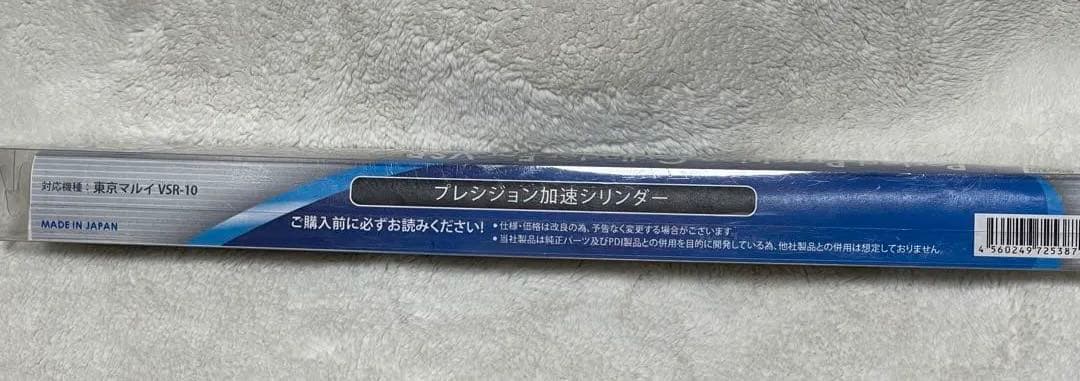 対応機種：東京マルイ VSR-10
プレシジョン加速シリンダー
MADE IN JAPAN
ご購入前に必ずお読みください!
・仕様・価格は改良の為、予告なく変更する場合がございます。
・当社製品は純正パーツ及びPDI製品との併用を目的に開発している為、他社製品との併用は想定しておりません。
4 560249 725387